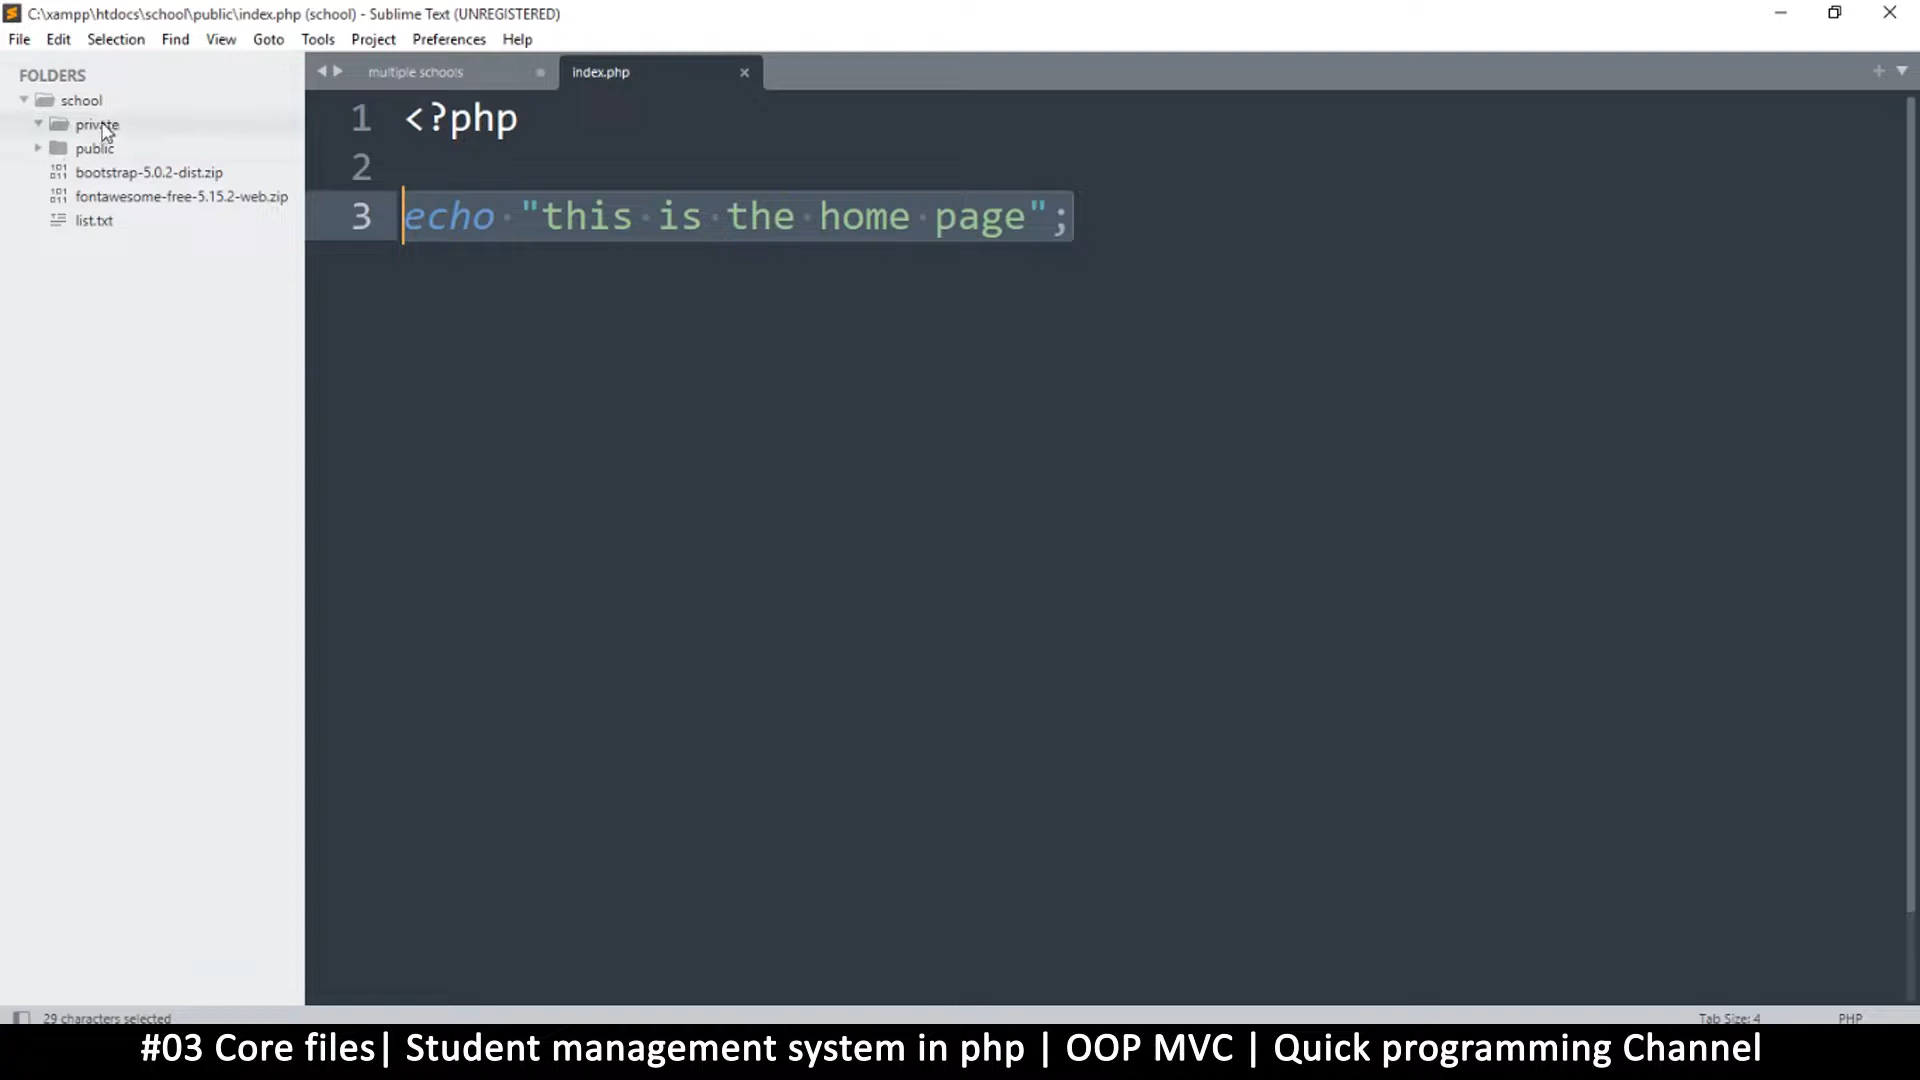 C:\xampp\htdocs\school\public\index.php (school) - Sublime Text (UNREGISTERED)
File Edit Selection Find View Goto Tools Project Preferences Help
FOLDERS
school
private
public
bootstrap-5.0.2-dist.zip
fontawesome-free-5.15.2-web.zip
list.txt
multiple schools
index.php
1 <?php
2
3 echo "this is the home page";
29 characters selected
Tab Size: 4
PHP
#03 Core files| Student management system in php | OOP MVC | Quick programming Channel